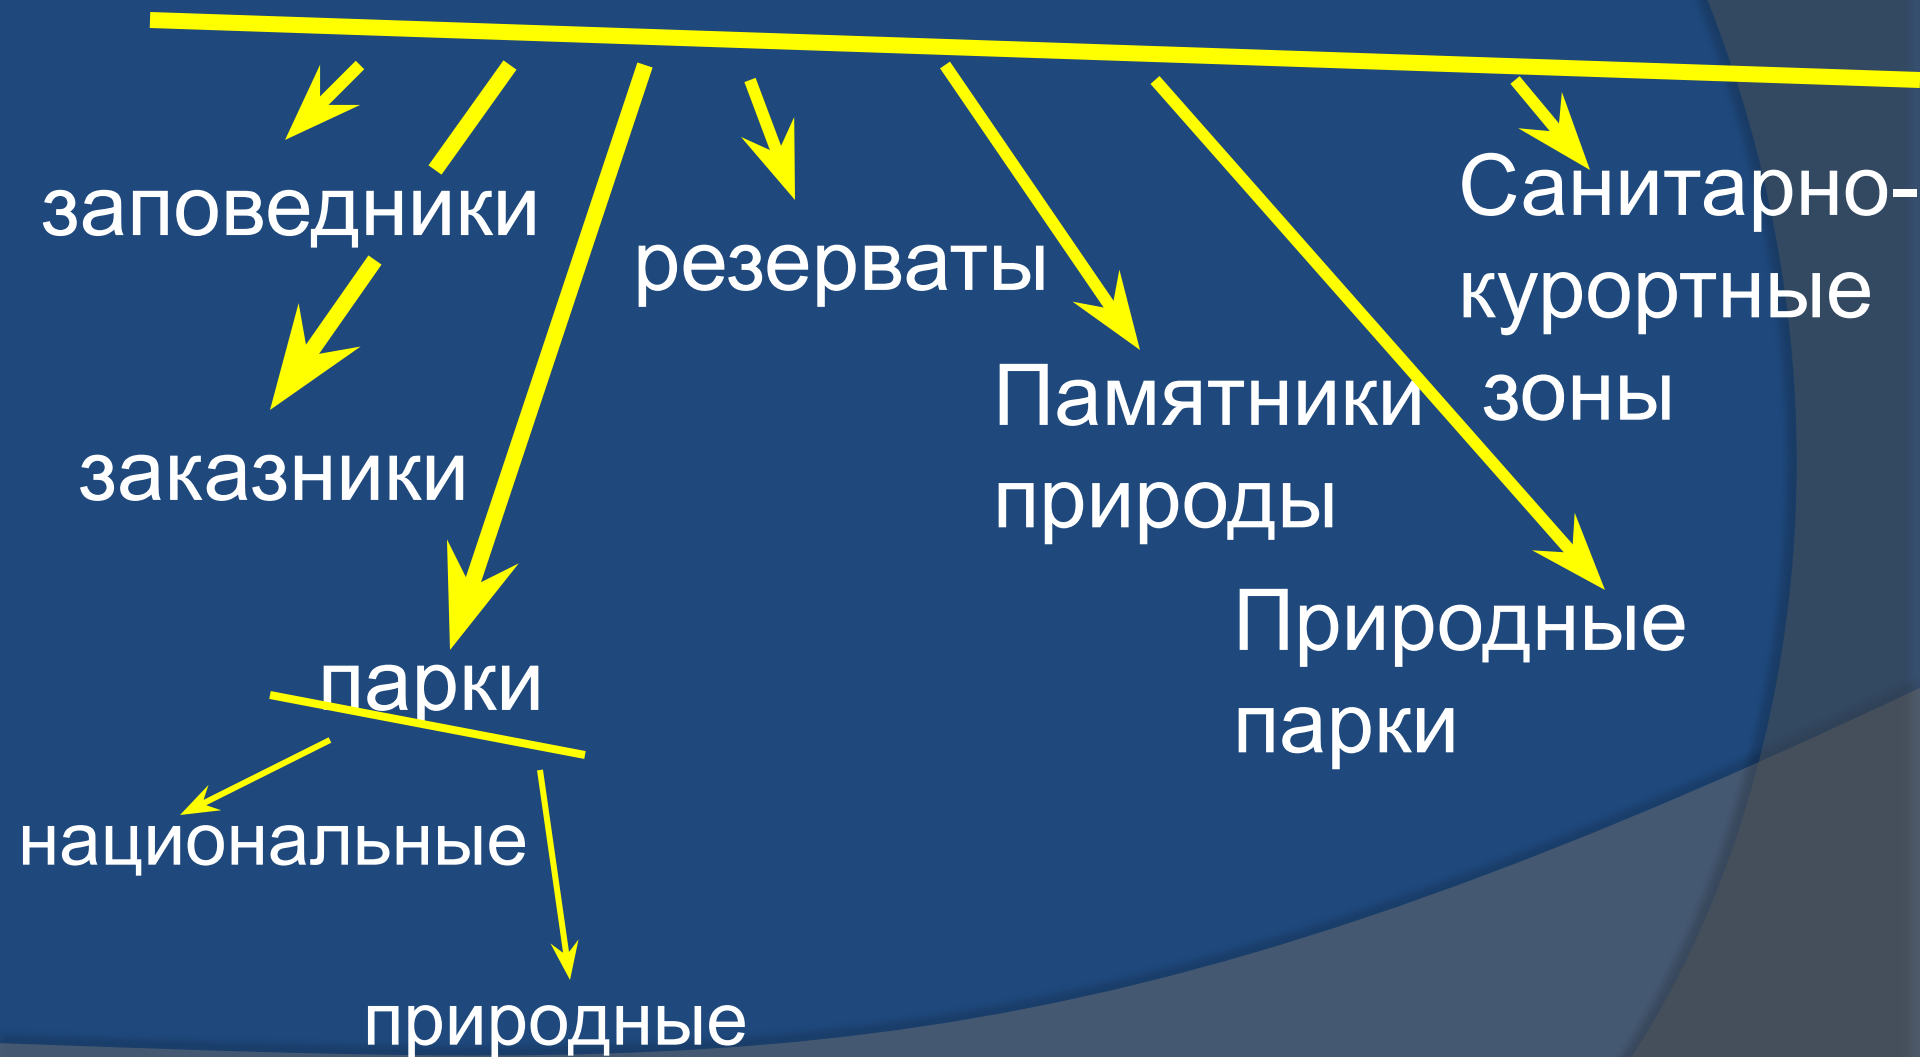 заповедники
резерваты
Санитарно-
курортные
зоны
Памятники
природы
заказники
Природные
парки
парки
национальные
природные